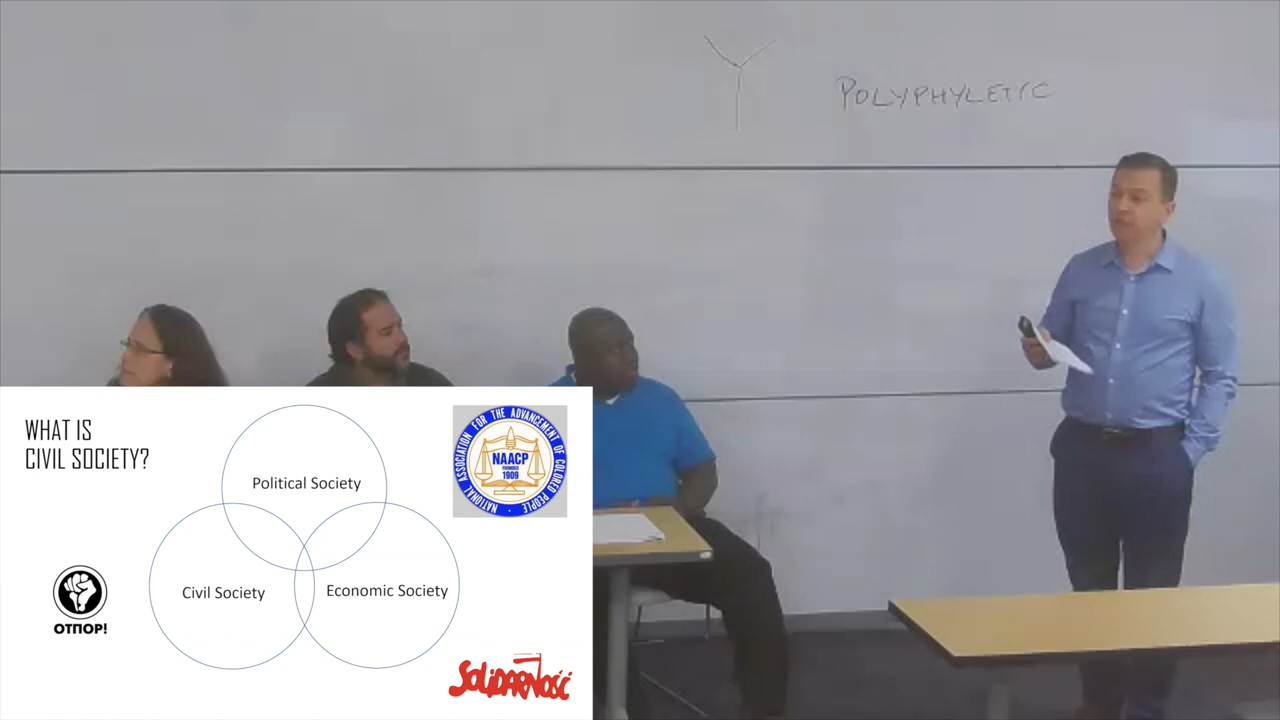 POLYPHYLETIC
WHAT IS
CIVIL SOCIETY?
Political Society
Civil Society
Economic Society
NATIONAL ASSOCIATION FOR THE ADVANCEMENT OF COLORED PEOPLE
NAACP
FOUNDED
1909
ОТПОР!
SOLIDARNOŚĆ